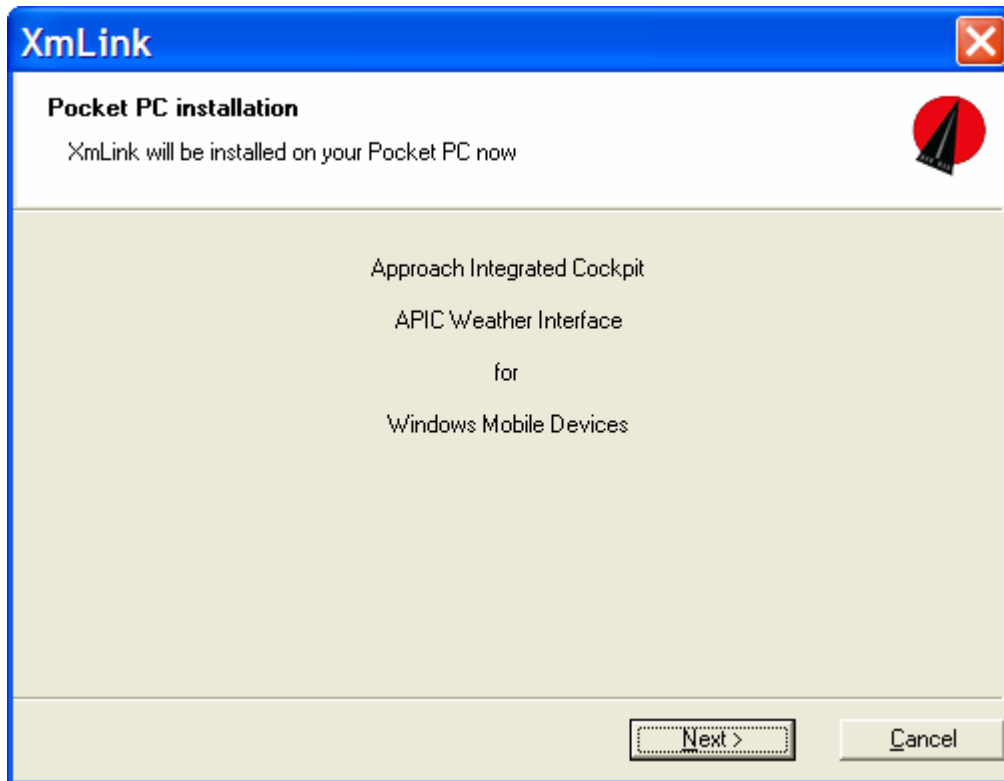 XmLink
Pocket PC installation
XmLink will be installed on your Pocket PC now
Approach Integrated Cockpit
APIC Weather Interface
for
Windows Mobile Devices
Next >
Cancel